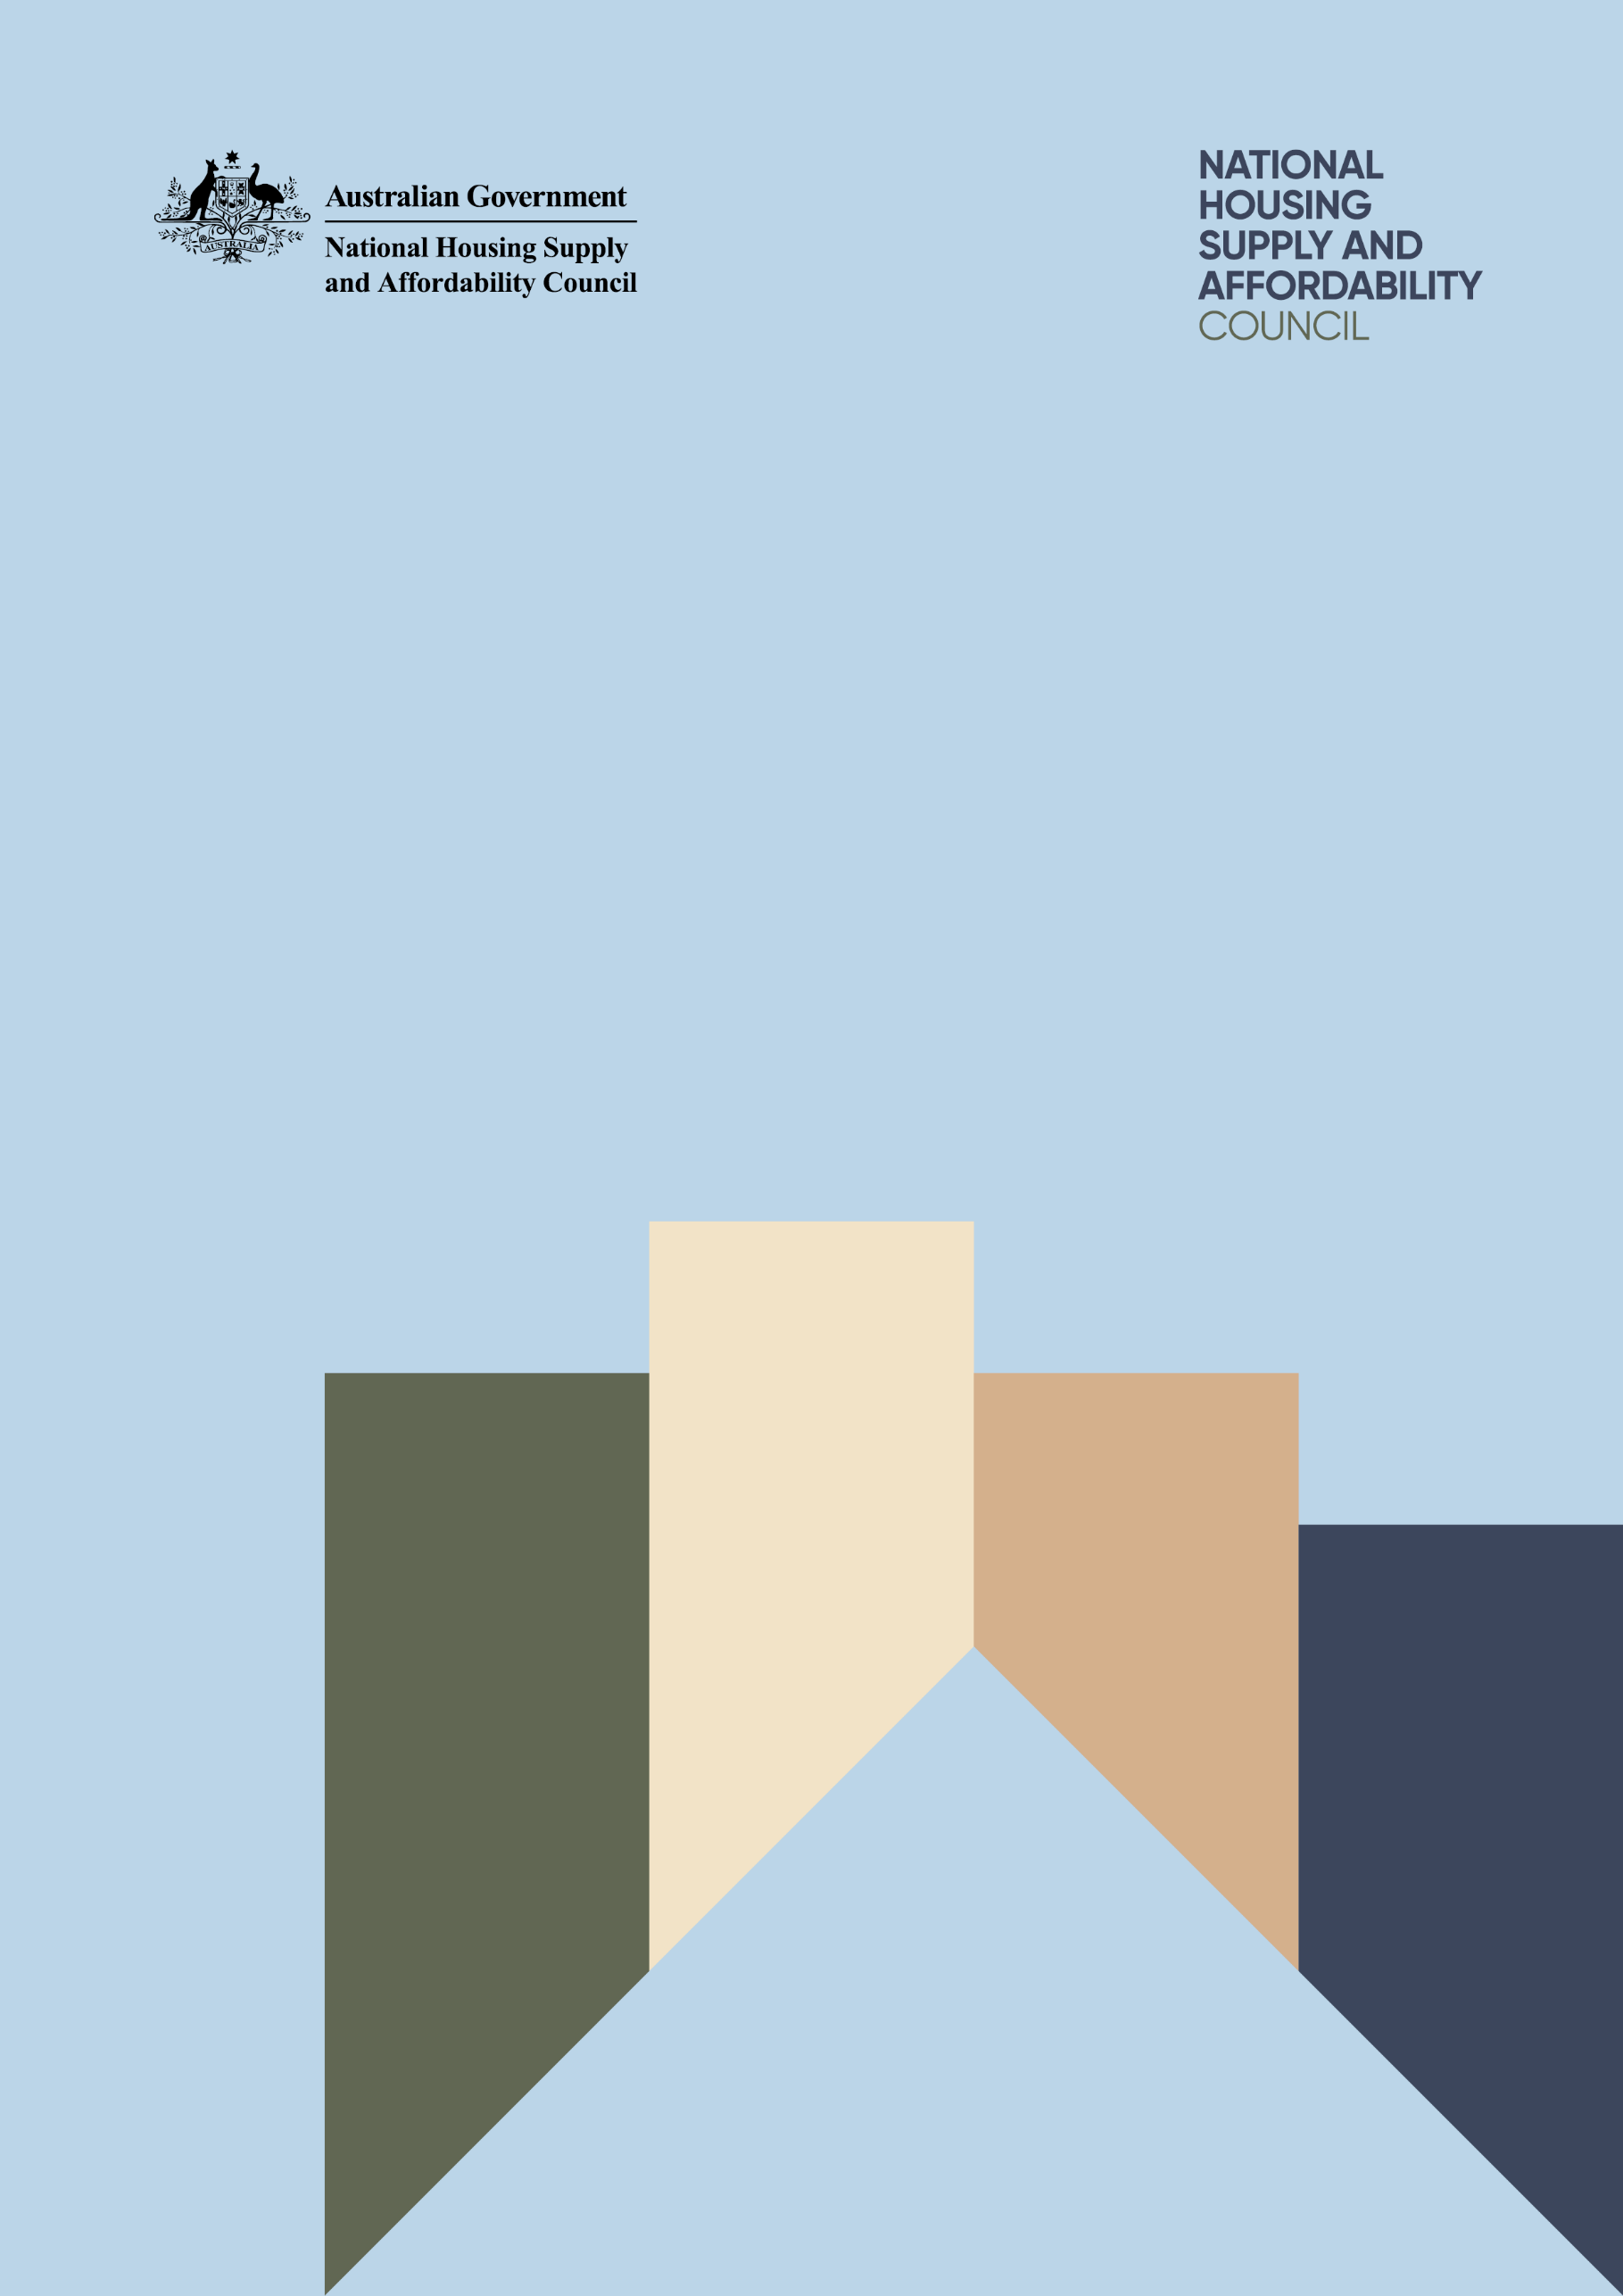 Australian Government
National Housing Supply
and Affordability Council
AUSTRALIA
NATIONAL
HOUSING
SUPPLY AND
AFFORDABILITY
COUNCIL